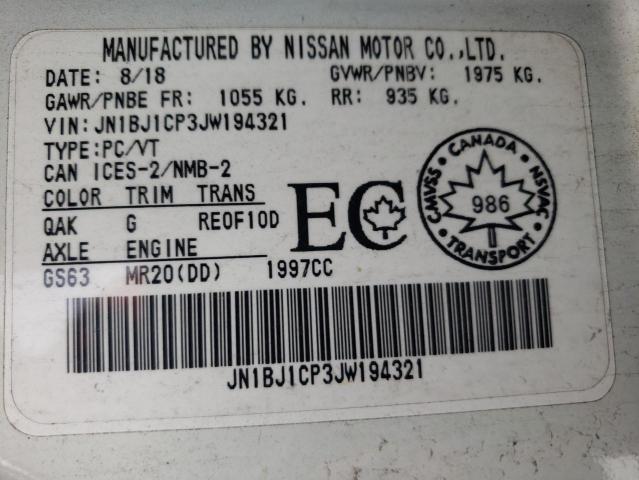 MANUFACTURED BY NISSAN MOTOR CO.,LTD.
DATE: 8/18 GVWR/PNBV: 1975 KG.
GAWR/PNBE FR: 1055 KG. RR: 935 KG.
VIN: JN1BJ1CP3JW194321
TYPE:PC/VT
CAN ICES-2/NMB-2
COLOR TRIM TRANS
QAK G RE0F10D
AXLE ENGINE
GS63 MR20(DD) 1997CC
EC
CANADA
CMVSS 986 NSVAC
TRANSPORT
JN1BJ1CP3JW194321